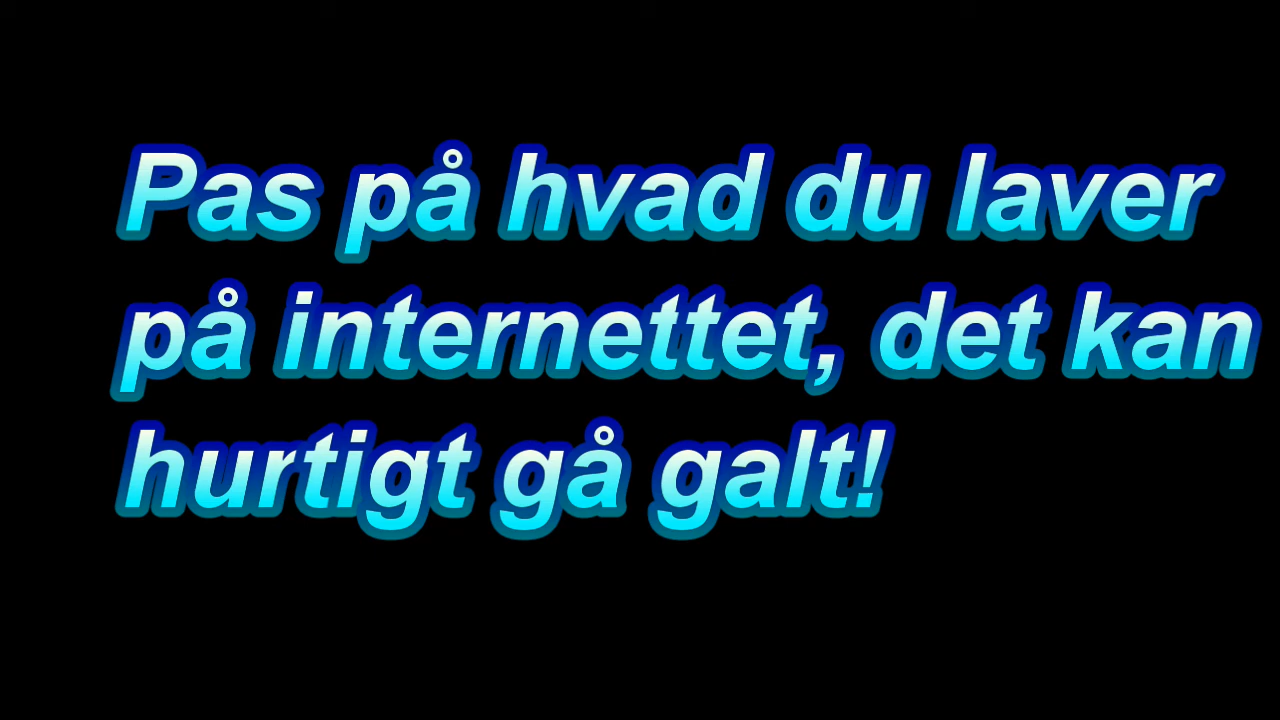 Pas på hvad du laver
på internettet, det kan
hurtigt gå galt!